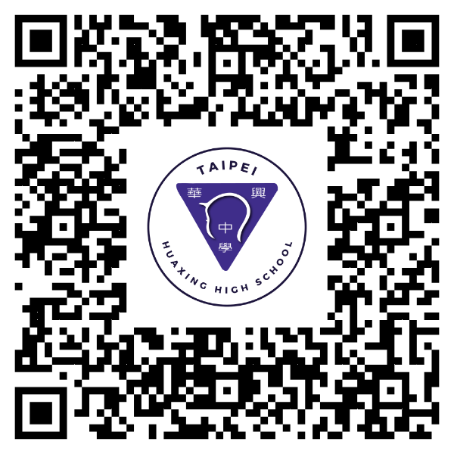 TAIPEI
華 興
中
學
HUAXING HIGH SCHOOL